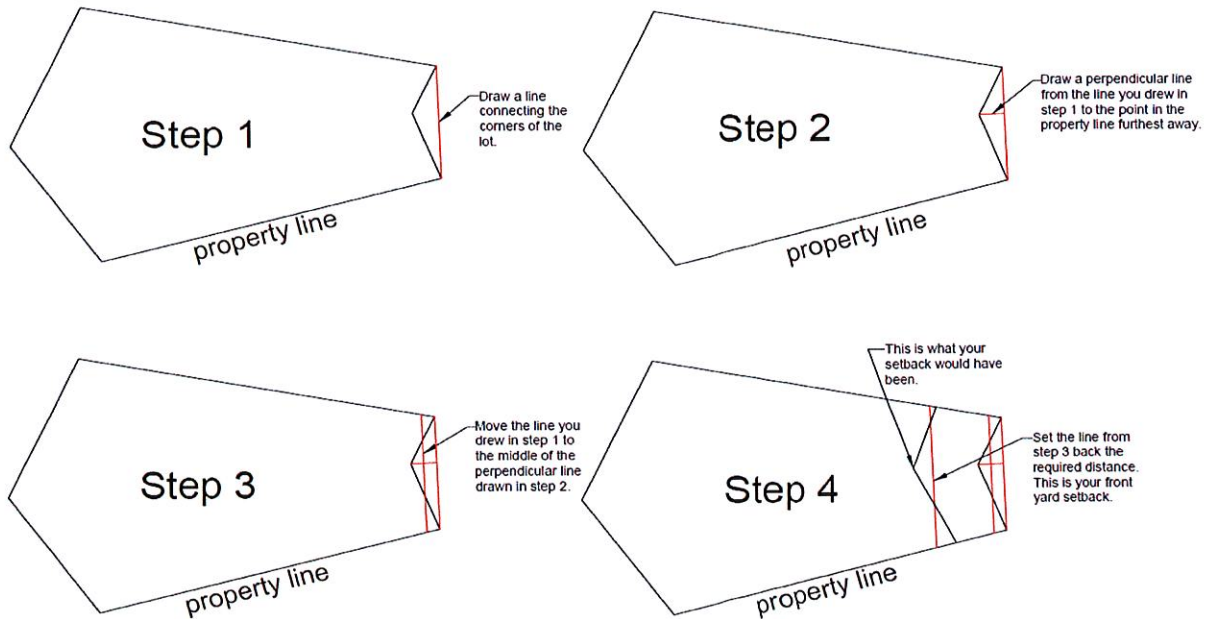 Step 1
Draw a line
connecting the
corners of the
lot.
property line
Step 2
Draw a perpendicular line
from the line you drew in
step 1 to the point in the
property line furthest away.
property line
Step 3
Move the line you
drew in step 1 to
the middle of the
perpendicular line
drawn in step 2.
property line
Step 4
This is what your
setback would have
been.
Set the line from
step 3 back the
required distance.
This is your front
yard setback.
property line